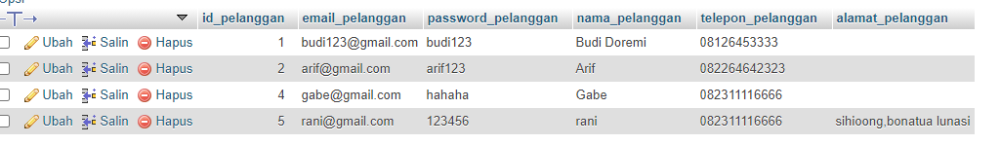 Opsi
id_pelanggan email_pelanggan password_pelanggan nama_pelanggan telepon_pelanggan alamat_pelanggan
Ubah Salin Hapus 1 budi123@gmail.com budi123 Budi Doremi 08126453333
Ubah Salin Hapus 2 arif@gmail.com arif123 Arif 082264642323
Ubah Salin Hapus 4 gabe@gmail.com hahaha Gabe 082311116666
Ubah Salin Hapus 5 rani@gmail.com 123456 rani 082311116666 sihioong,bonatua lunasi